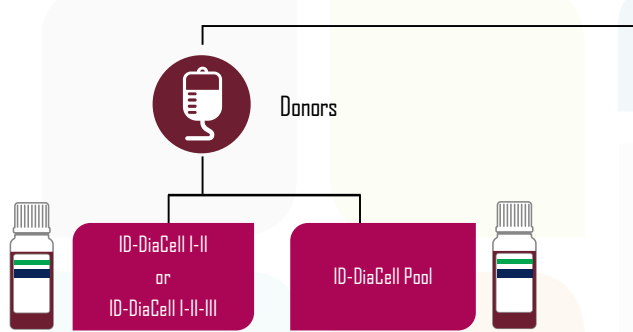 Donors
ID-DiaCell I-II
or
ID-DiaCell I-II-III
ID-DiaCell Pool